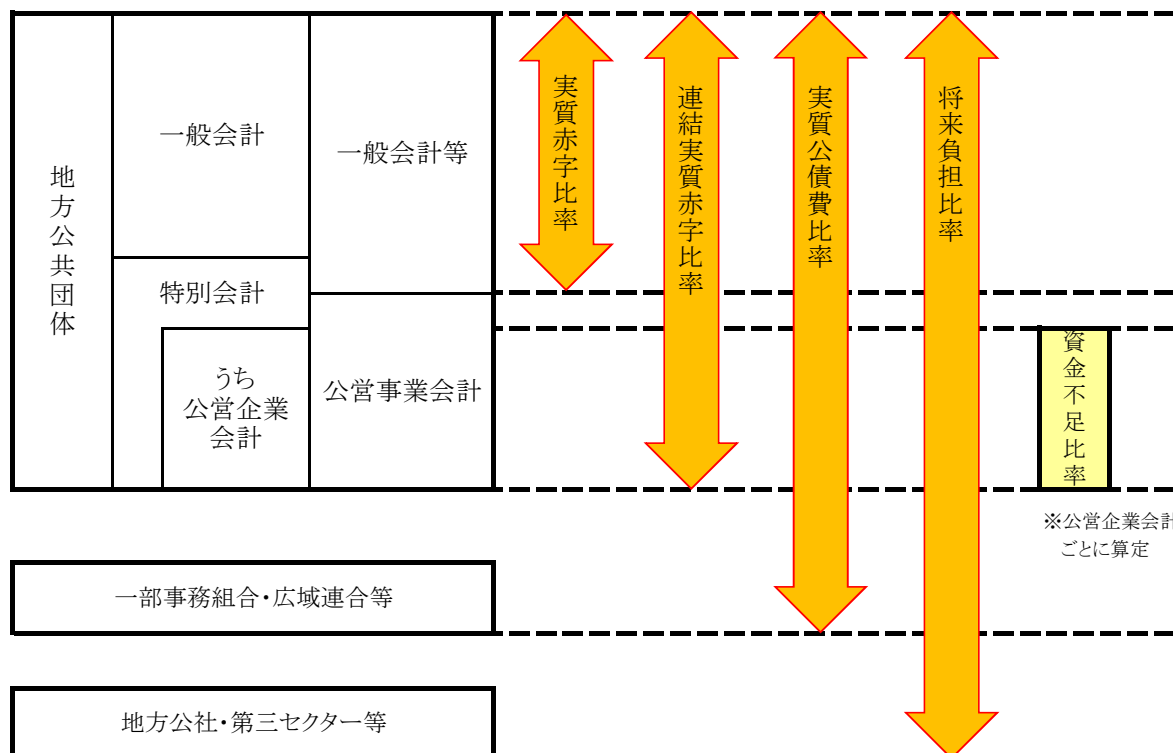 地方公共団体
一般会計
一般会計等
特別会計
うち
公営企業
会計
公営事業会計
実質赤字比率
連結実質赤字比率
実質公債費比率
将来負担比率
資金不足比率
※公営企業会計
ごとに算定
一部事務組合・広域連合等
地方公社・第三セクター等